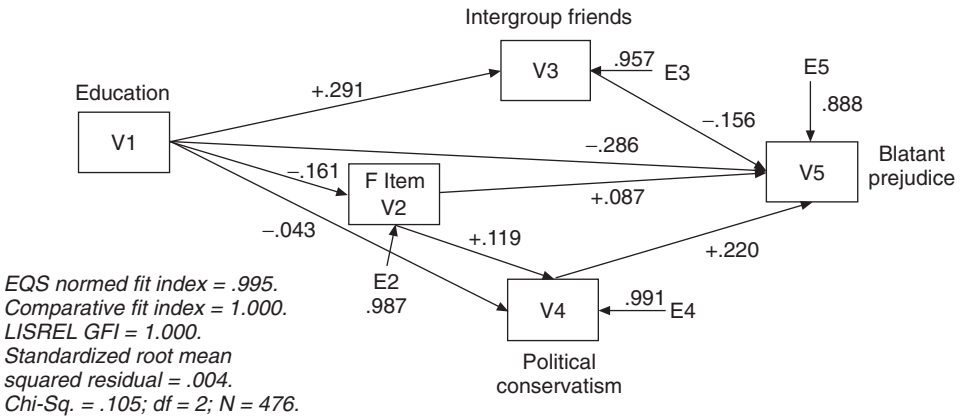 Intergroup friends
V3
.957
E3
E5
.888
Education
V1
+.291
−.156
−.286
V5
Blatant
prejudice
−.161
F Item
V2
+.087
−.043
+.119
+.220
E2
.987
V4
.991
E4
Political
conservatism
EQS normed fit index = .995.
Comparative fit index = 1.000.
LISREL GFI = 1.000.
Standardized root mean
squared residual = .004.
Chi-Sq. = .105; df = 2; N = 476.